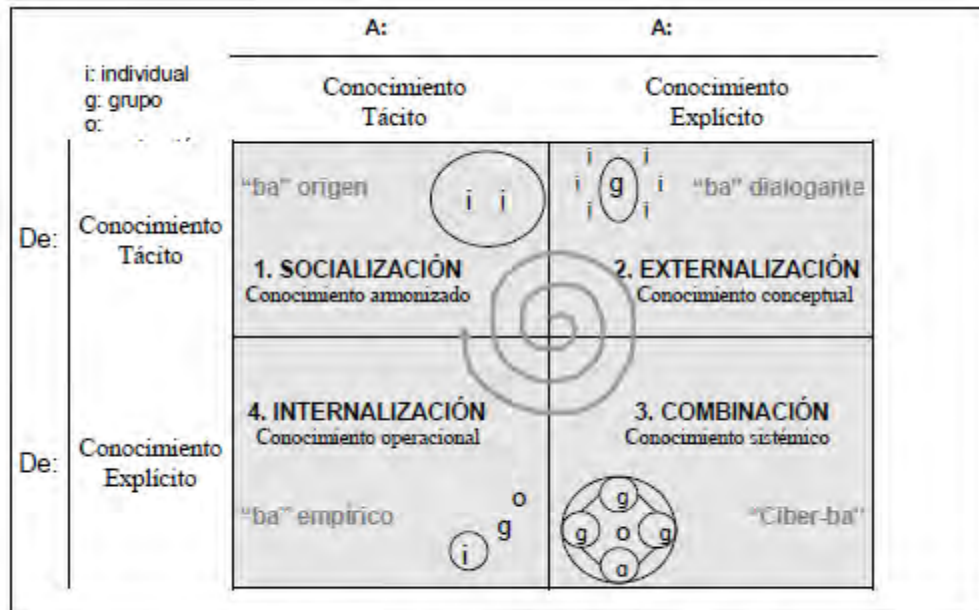 A: A:
i: individual
g: grupo
o:
Conocimiento
Tácito
Conocimiento
Explícito
De:
Conocimiento
Tácito
"ba" origen
i i
1. SOCIALIZACIÓN
Conocimiento armonizado
i i
i g i
i i
"ba" dialogante
2. EXTERNALIZACIÓN
Conocimiento conceptual
De:
Conocimiento
Explícito
4. INTERNALIZACIÓN
Conocimiento operacional
"ba" empírico
o
g
i
3. COMBINACIÓN
Conocimiento sistémico
g
g o g
"Ciber-ba"